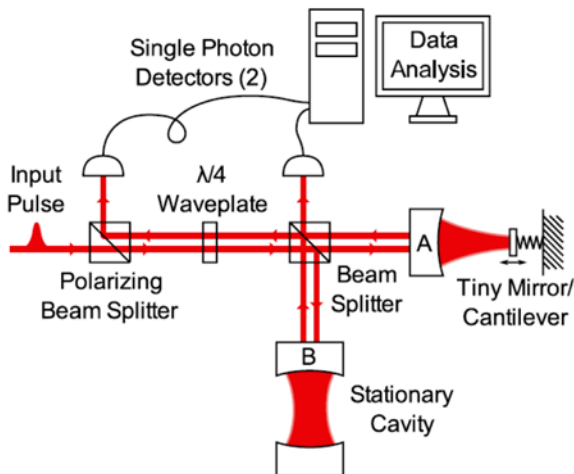 Single Photon
Detectors (2)
Data
Analysis
Input
Pulse
λ/4
Waveplate
Polarizing
Beam Splitter
Beam
Splitter
A
Tiny Mirror/
Cantilever
B
Stationary
Cavity